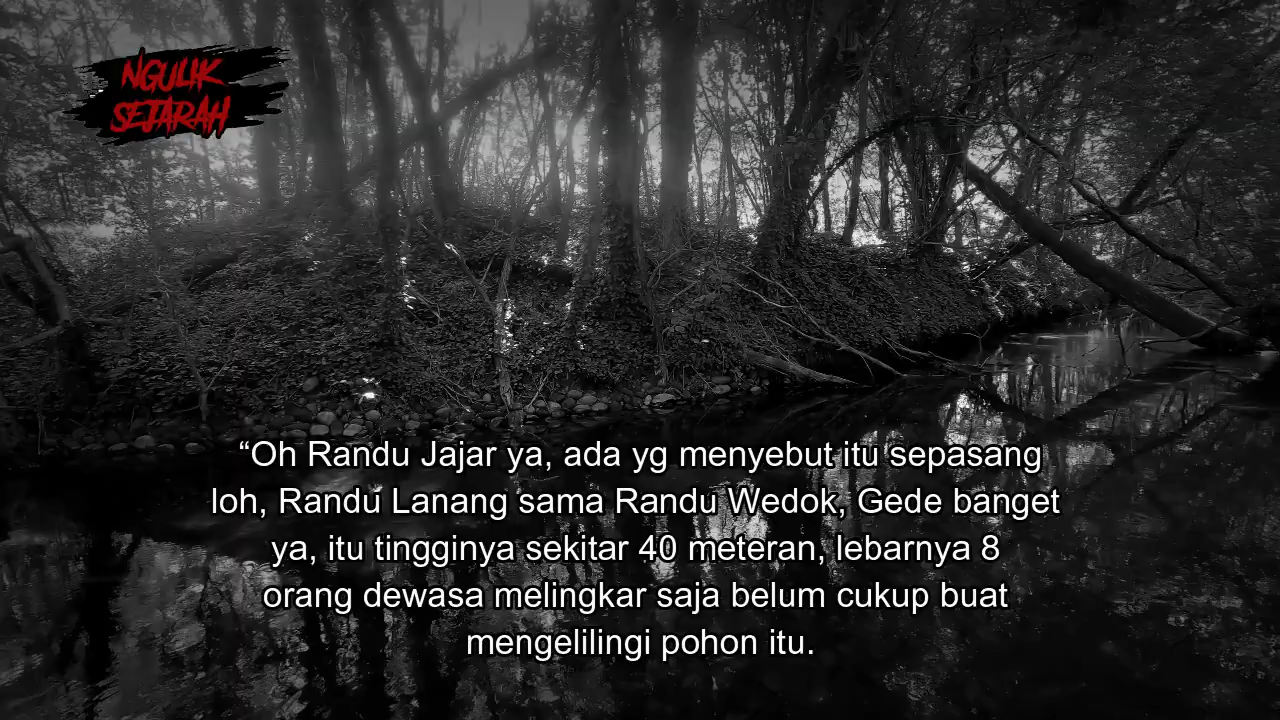 NGULIK
SEJARAH
“Oh Randu Jajar ya, ada yg menyebut itu sepasang
loh, Randu Lanang sama Randu Wedok, Gede banget
ya, itu tingginya sekitar 40 meteran, lebarnya 8
orang dewasa melingkar saja belum cukup buat
mengelilingi pohon itu.